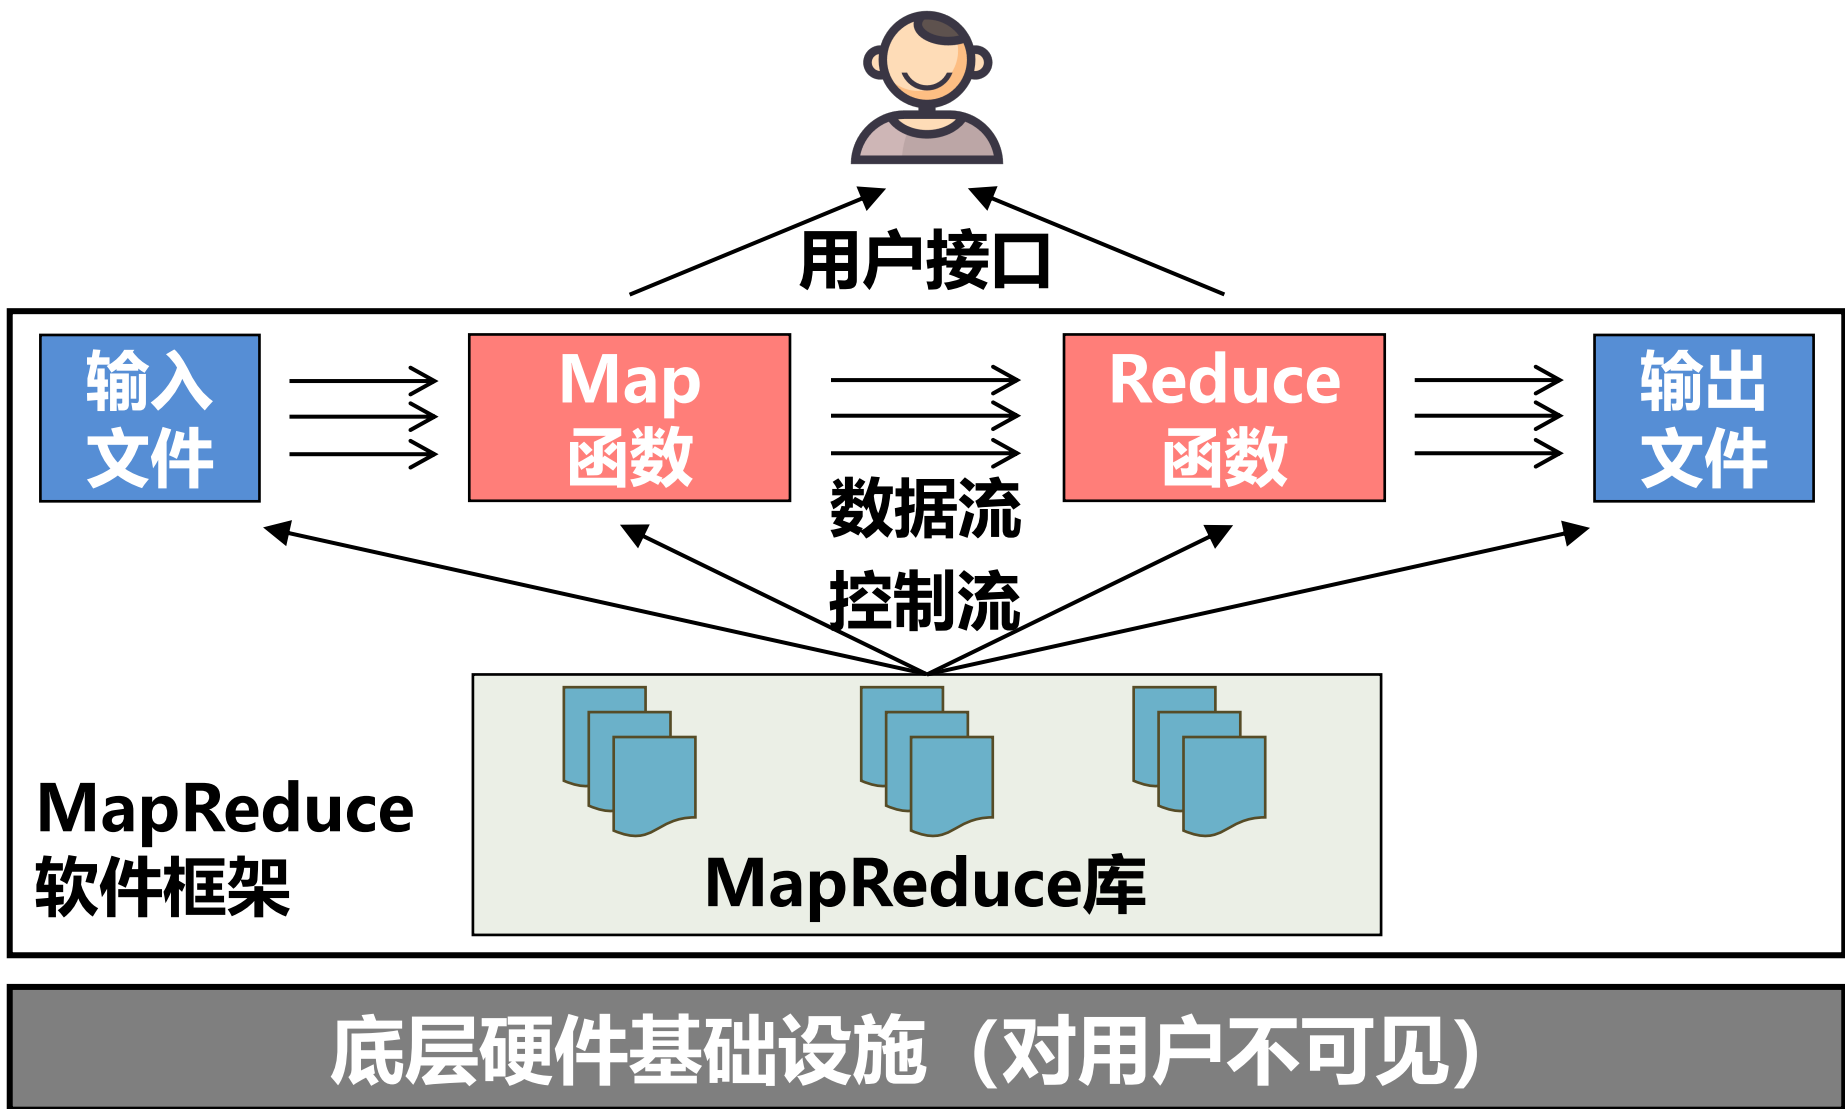 用户接口
输入
文件
Map
函数
Reduce
函数
输出
文件
数据流
控制流
MapReduce
软件框架
MapReduce库
底层硬件基础设施（对用户不可见）